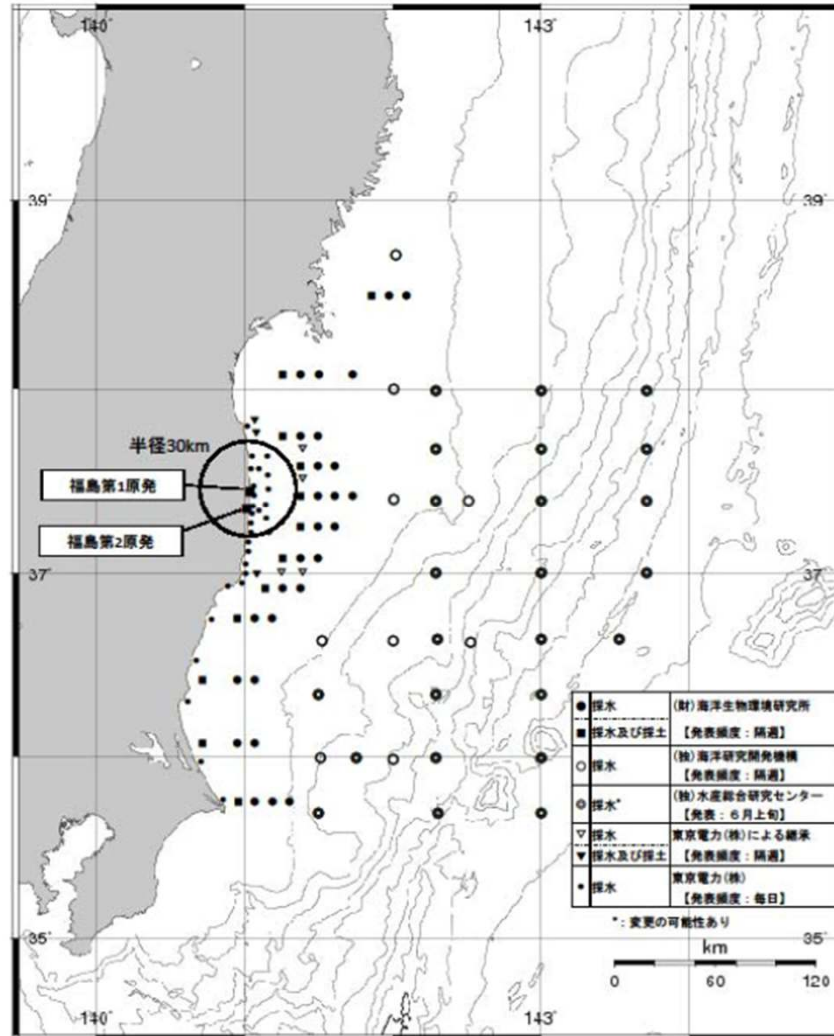 140°
143°
39°
39°
半径30km
福島第1原発
福島第2原発
37°
37°
● 採水 (財)海洋生物環境研究所
■ 採水及び採土 【発表頻度:隔週】
○ 採水 (独)海洋研究開発機構
【発表頻度:隔週】
◎ 採水* (独)水産総合研究センター
【発表:6月上旬】
▽ 採水 東京電力(株)による継承
▼ 採水及び採土 【発表頻度:隔週】
• 採水 東京電力(株)
【発表頻度:毎日】
*:変更の可能性あり
35°
35°
km
0 60 120
140°
143°